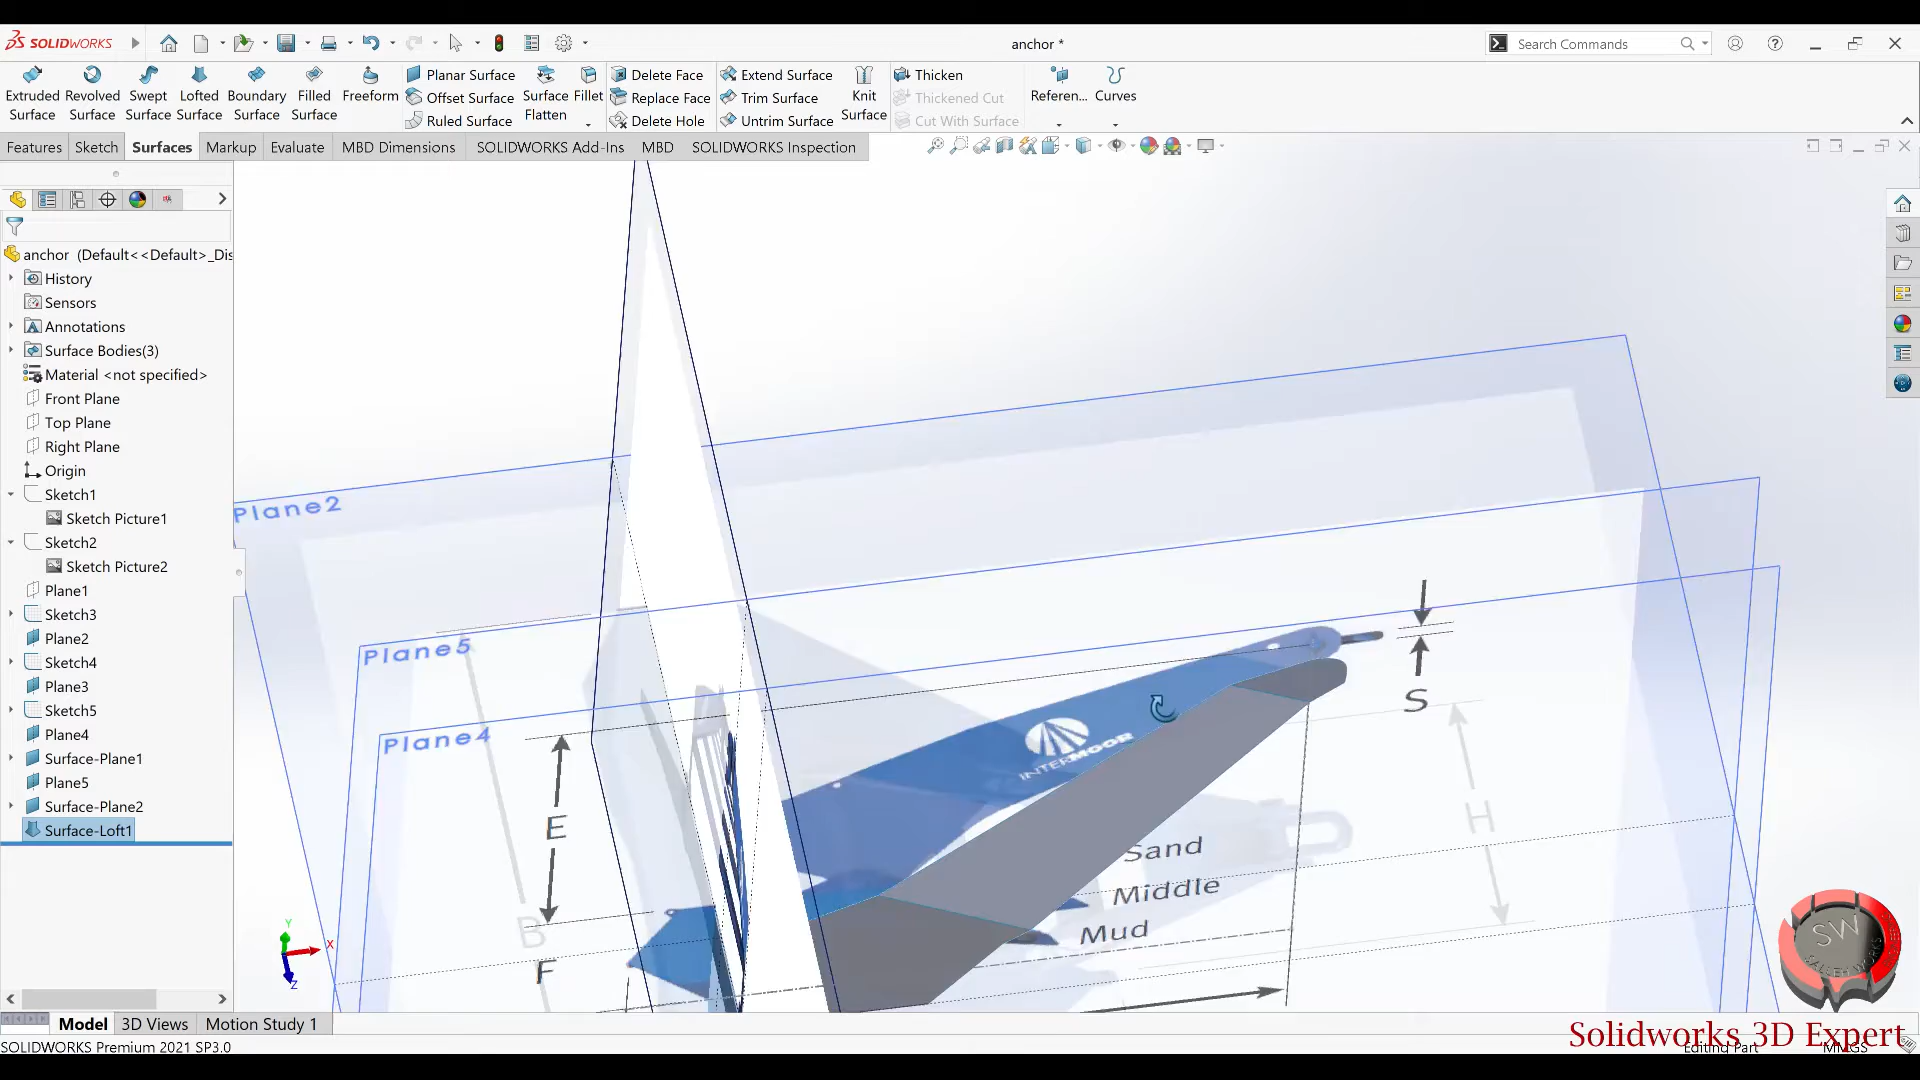 SOLIDWORKS
anchor *
Search Commands
Extruded Surface
Revolved Surface
Swept Surface
Lofted Surface
Boundary Surface
Filled Surface
Freeform
Planar Surface
Offset Surface
Ruled Surface
Surface Flatten
Fillet
Delete Face
Replace Face
Delete Hole
Extend Surface
Trim Surface
Untrim Surface
Knit Surface
Thicken
Thickened Cut
Cut With Surface
Referen...
Curves
Features
Sketch
Surfaces
Markup
Evaluate
MBD Dimensions
SOLIDWORKS Add-Ins
MBD
SOLIDWORKS Inspection
anchor (Default<<Default>_Dis
History
Sensors
Annotations
Surface Bodies(3)
Material <not specified>
Front Plane
Top Plane
Right Plane
Origin
Sketch1
Sketch Picture1
Sketch2
Sketch Picture2
Plane1
Sketch3
Plane2
Sketch4
Plane3
Sketch5
Plane4
Surface-Plane1
Plane5
Surface-Plane2
Surface-Loft1
Plane2
Plane5
Plane4
INTERMOOR
S
E
H
B
F
Sand
Middle
Mud
Y
X
Z
SW
Model
3D Views
Motion Study 1
SOLIDWORKS Premium 2021 SP3.0
Solidworks 3D Expert
Editing Part
MMGS